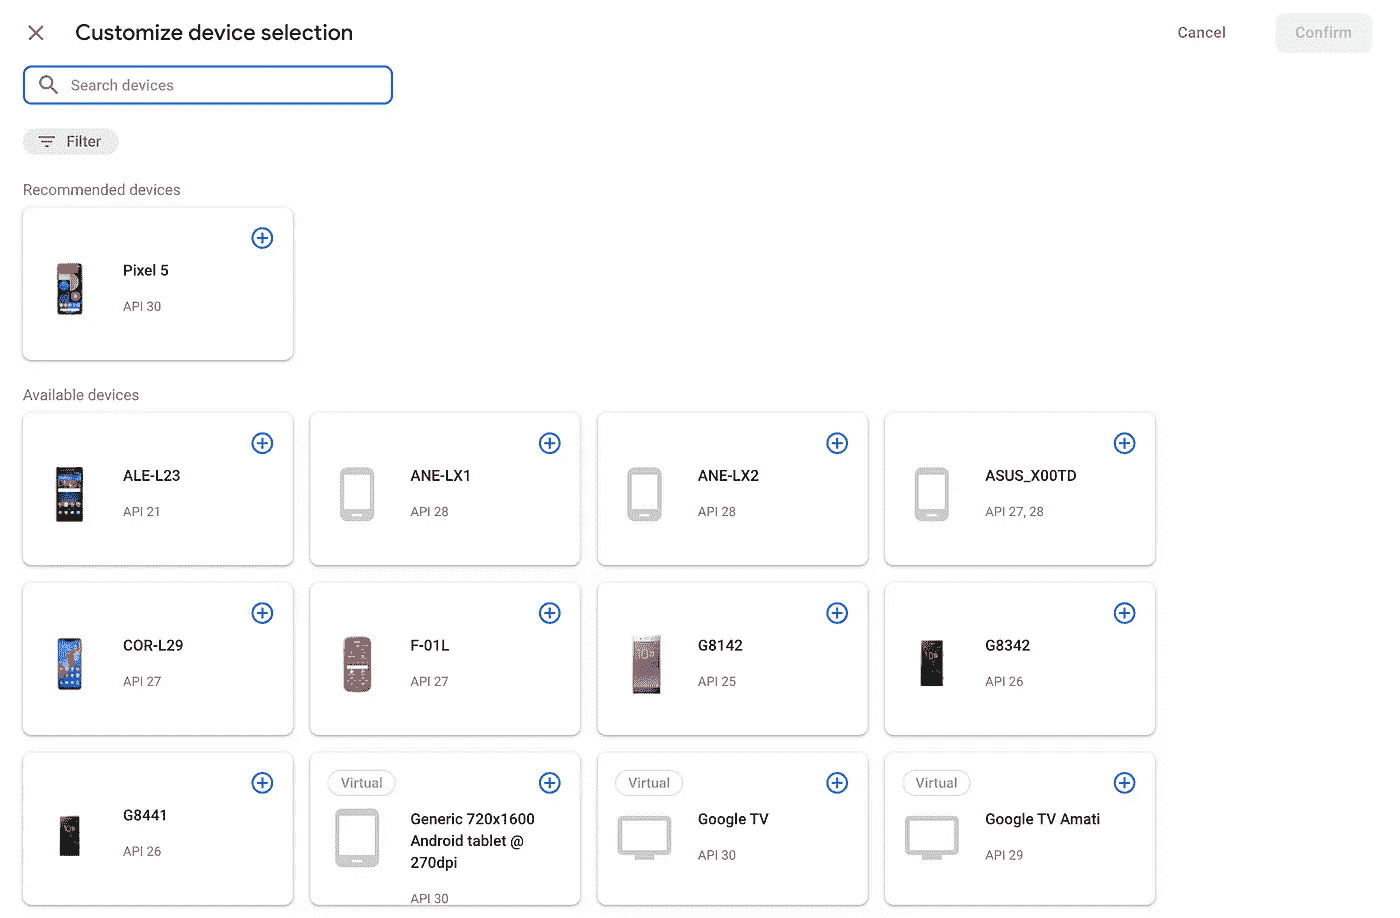 Customize device selection
Cancel
Confirm
Search devices
Filter
Recommended devices
Pixel 5
API 30
Available devices
ALE-L23
API 21
ANE-LX1
API 28
ANE-LX2
API 28
ASUS_X00TD
API 27, 28
COR-L29
API 27
F-01L
API 27
G8142
API 25
G8342
API 26
G8441
API 26
Virtual
Generic 720x1600
Android tablet @
270dpi
API 30
Virtual
Google TV
API 30
Virtual
Google TV Amati
API 29